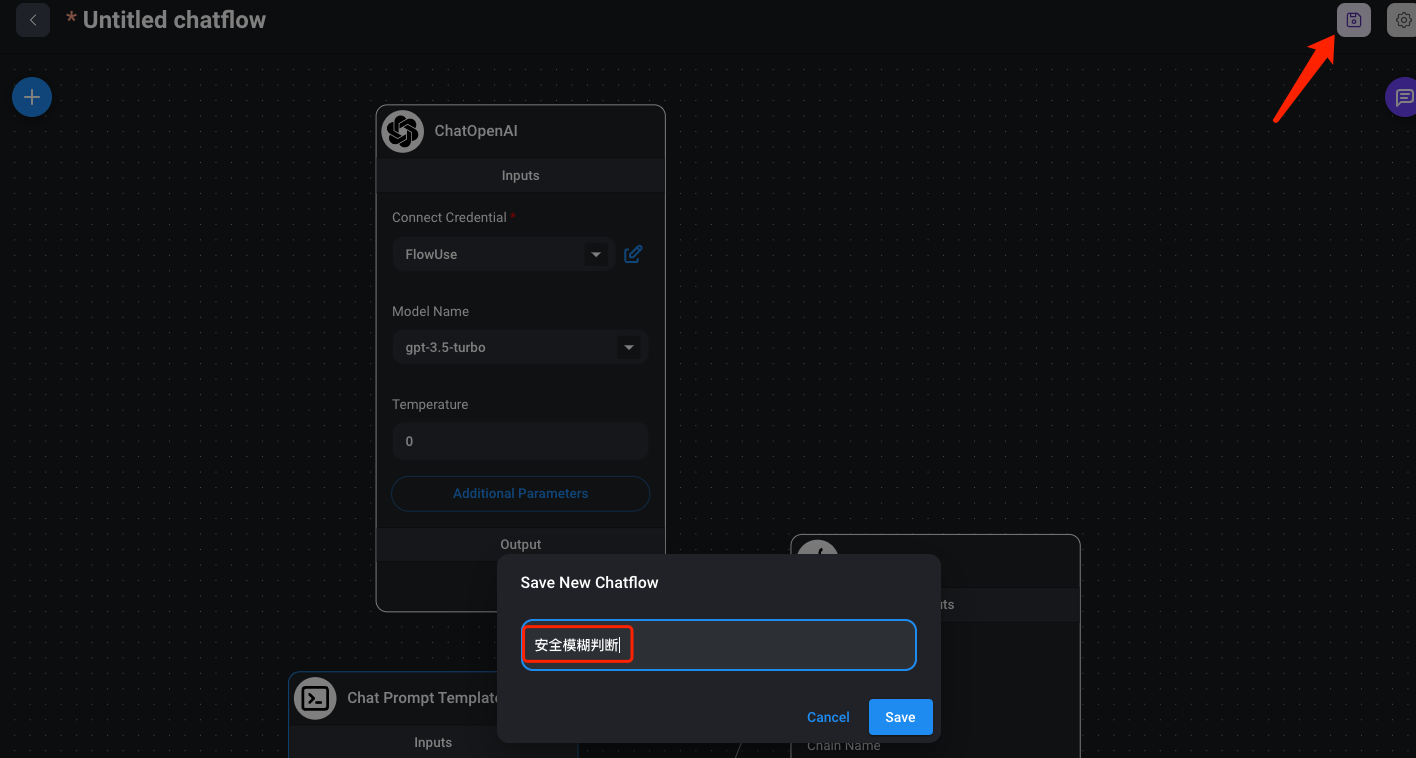 * Untitled chatflow
ChatOpenAI
Inputs
Connect Credential *
FlowUse
Model Name
gpt-3.5-turbo
Temperature
0
Additional Parameters
Output
Save New Chatflow
安全模糊判断
Cancel
Save
Chat Prompt Template
Inputs
Chain Name